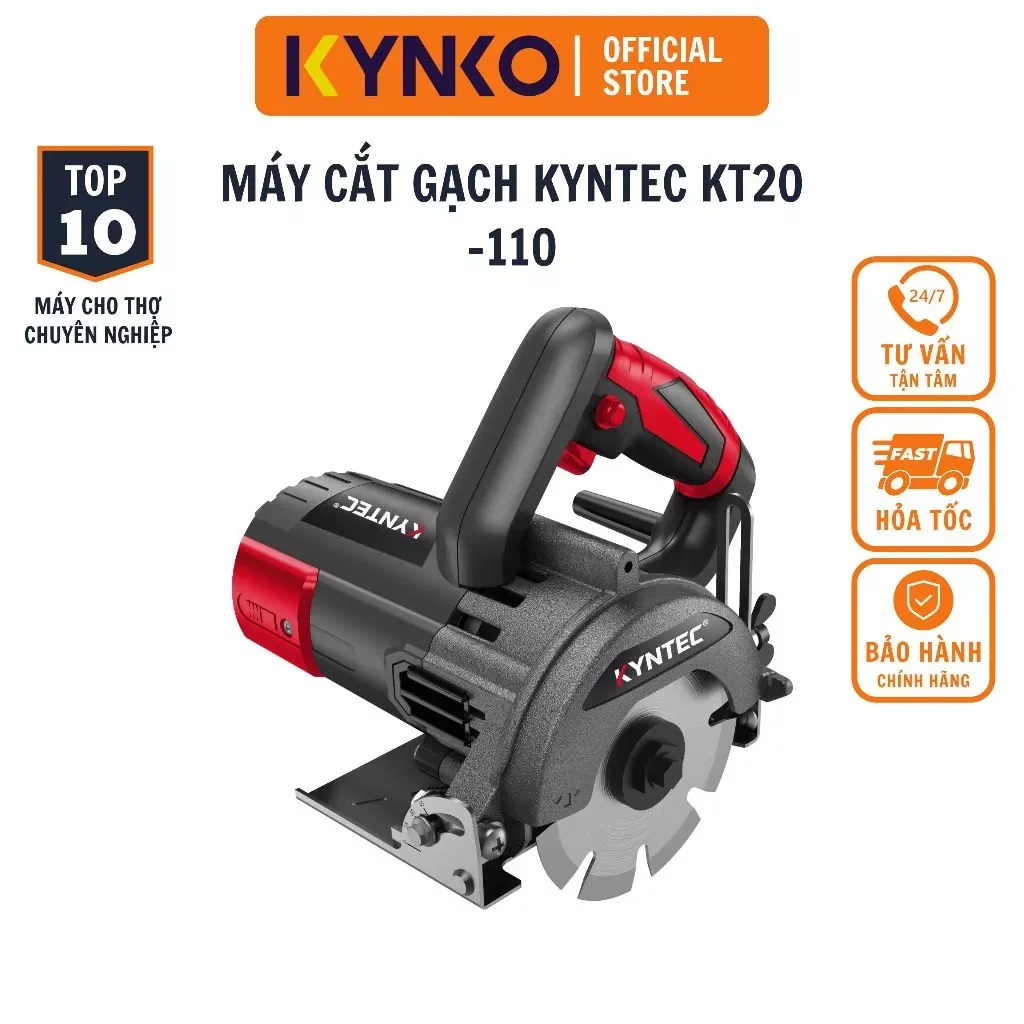 KYNKO
OFFICIAL
STORE
TOP
10
MÁY CHO THỢ
CHUYÊN NGHIỆP
MÁY CẮT GẠCH KYNTEC KT20
-110
24/7
TƯ VẤN
TẬN TÂM
FAST
HỎA TỐC
BẢO HÀNH
CHÍNH HÃNG
KYNTEC®
KYNTEC®